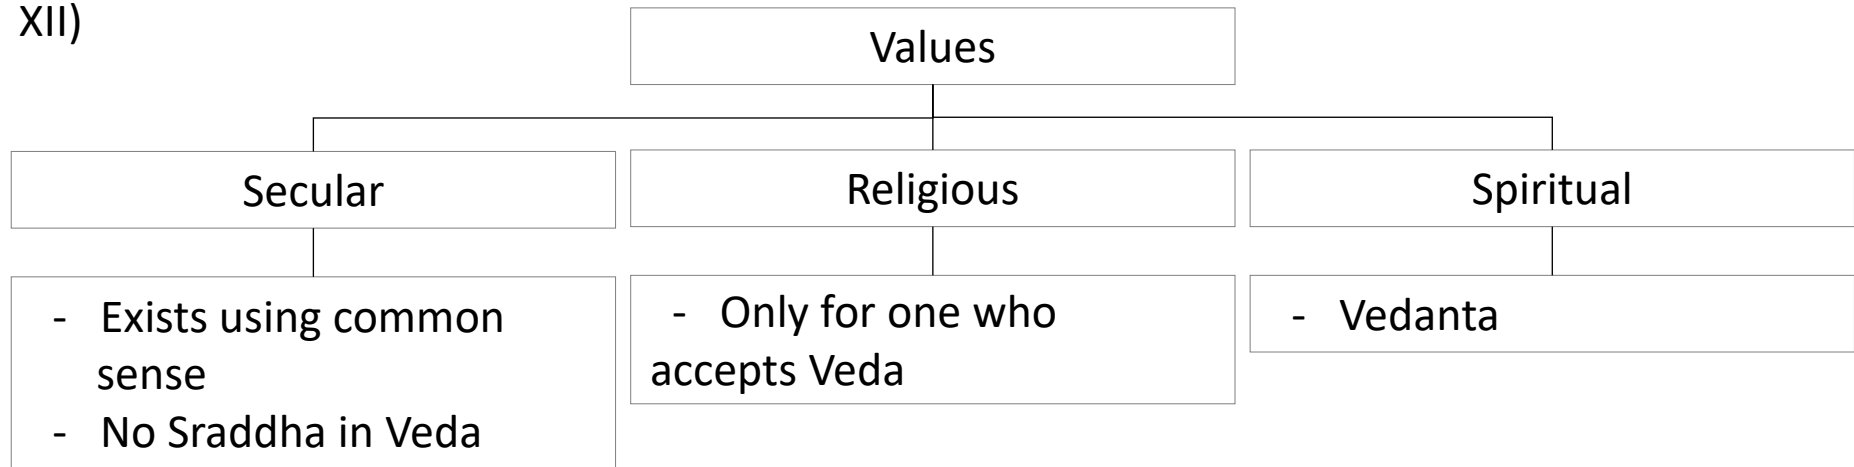 XII)
Values
Secular
Religious
Spiritual
- Exists using common
sense
- No Sraddha in Veda
- Only for one who
accepts Veda
- Vedanta